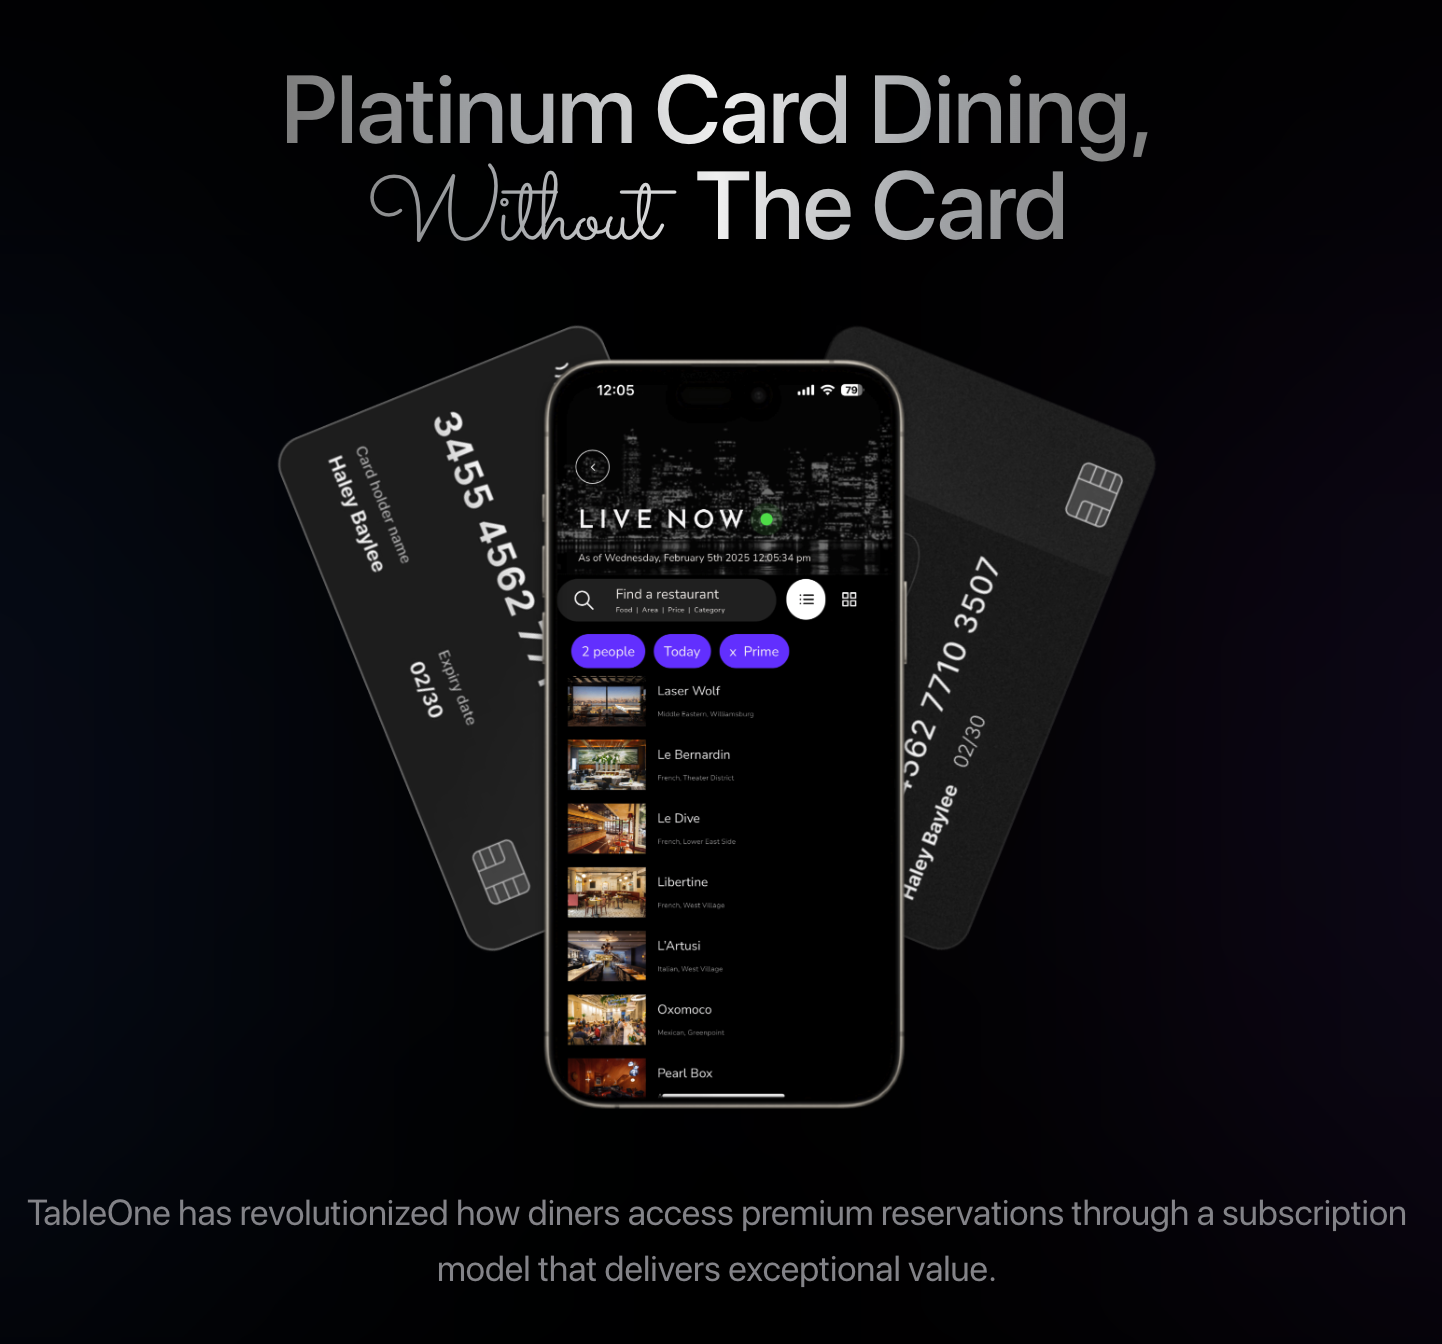 Platinum Card Dining,
Without The Card
3455 4562
Card holder name
Haley Baylee
Expiry date
02/30
12:05
79
LIVE NOW
As of Wednesday, February 5th 2025 12:05:34 pm
Find a restaurant
Food | Area | Price | Category
2 people
Today
x Prime
Laser Wolf
Middle Eastern, Williamsburg
Le Bernardin
French, Theater District
Le Dive
French, Lower East Side
Libertine
French, West Village
L'Artusi
Italian, West Village
Oxomoco
Mexican, Greenpoint
Pearl Box
4562 7710 3507
Haley Baylee 02/30
TableOne has revolutionized how diners access premium reservations through a subscription
model that delivers exceptional value.